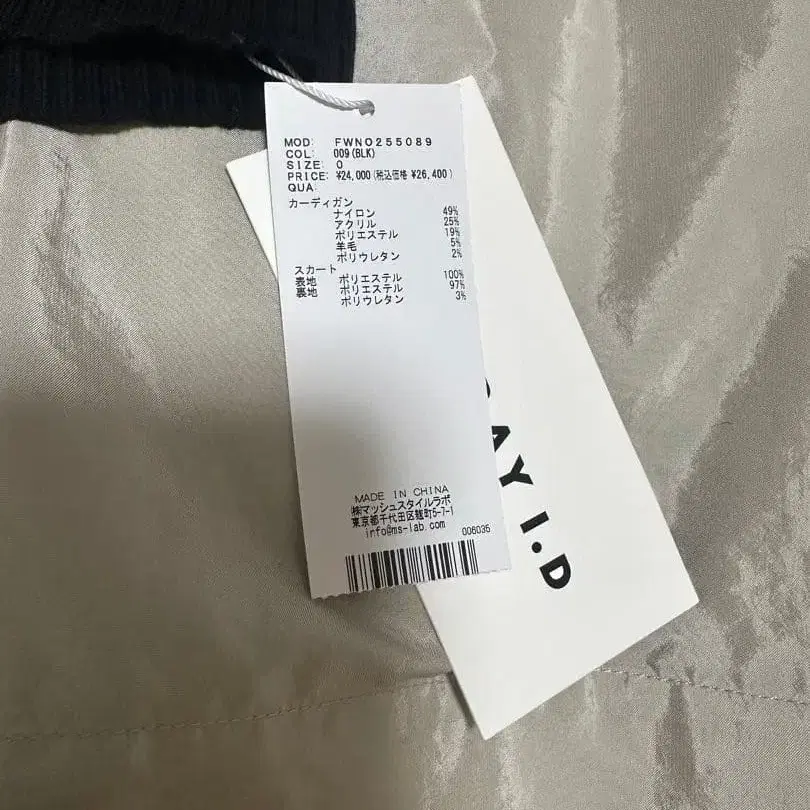 MOD: FWNO255089
COL: 009(BLK)
SIZE: 0
PRICE: ¥24,000(税込価格 ¥26,400)
QUA:
カーディガン
ナイロン 49%
アクリル 25%
ポリエステル 19%
羊毛 5%
ポリウレタン 2%
スカート
表地 ポリエステル 100%
裏地 ポリエステル 97%
ポリウレタン 3%
MADE IN CHINA
㈱マッシュスタイルラボ
東京都千代田区麹町5-7-1
info@ms-lab.com 006035
AY I.D